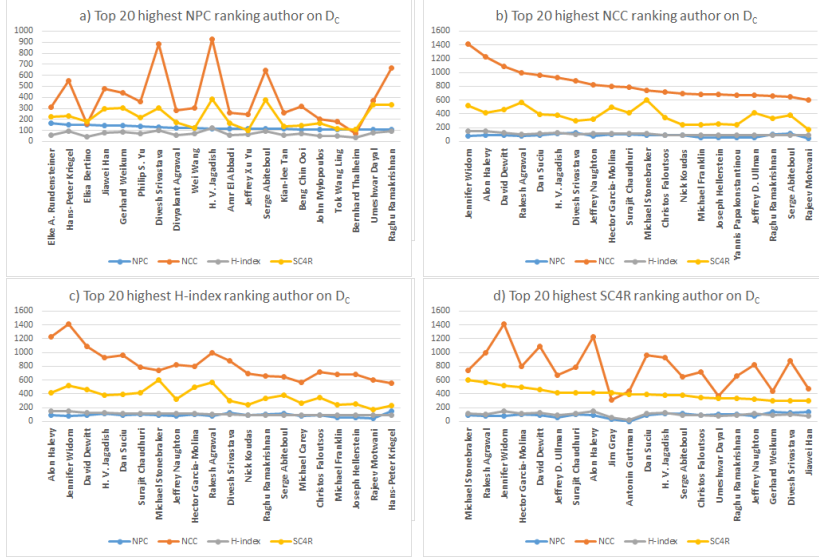 a) Top 20 highest NPC ranking author on DC
1000
900
800
700
600
500
400
300
200
100
0
Elke A. Rundensteiner
Hans-Peter Kriegel
Elisa Bertino
Jiawei Han
Gerhard Weikum
Philip S. Yu
Divesh Srivastava
Divyakant Agrawal
Wei Wang
H. V. Jagadish
Amr El Abbadi
Jeffrey Xu Yu
Serge Abiteboul
Kian-lee Tan
Beng Chin Ooi
John Mylopoulos
Tok Wang Ling
Bernhard Thalheim
Umeshwar Dayal
Raghu Ramakrishnan
NPC NCC H-index SC4R
b) Top 20 highest NCC ranking author on DC
1600
1400
1200
1000
800
600
400
200
0
Jennifer Widom
Alon Halevy
David Dewitt
Rakesh Agrawal
Dan Suciu
H. V. Jagadish
Divesh Srivastava
Jeffrey Naughton
Hector Garcia-Molina
Surajit Chaudhuri
Michael Stonebraker
Christos Faloutsos
Nick Koudas
Michael Franklin
Joseph Hellerstein
Yannis Papakonstantinou
Jeffrey D. Ullman
Raghu Ramakrishnan
Serge Abiteboul
Rajeev Motwani
NPC NCC H-index SC4R
c) Top 20 highest H-index ranking author on DC
1600
1400
1200
1000
800
600
400
200
0
Alon Halevy
Jennifer Widom
David Dewitt
H. V. Jagadish
Dan Suciu
Surajit Chaudhuri
Michael Stonebraker
Jeffrey Naughton
Hector Garcia-Molina
Rakesh Agrawal
Divesh Srivastava
Nick Koudas
Raghu Ramakrishnan
Serge Abiteboul
Michael Carey
Christos Faloutsos
Michael Franklin
Joseph Hellerstein
Rajeev Motwani
Hans-Peter Kriegel
NPC NCC H-index SC4R
d) Top 20 highest SC4R ranking author on DC
1600
1400
1200
1000
800
600
400
200
0
Michael Stonebraker
Rakesh Agrawal
Jennifer Widom
Hector Garcia-Molina
David Dewitt
Jeffrey D. Ullman
Surajit Chaudhuri
Alon Halevy
Jim Gray
Antonin Guttman
Dan Suciu
H. V. Jagadish
Serge Abiteboul
Christos Faloutsos
Umeshwar Dayal
Raghu Ramakrishnan
Jeffrey Naughton
Gerhard Weikum
Divesh Srivastava
Jiawei Han
NPC NCC H-index SC4R